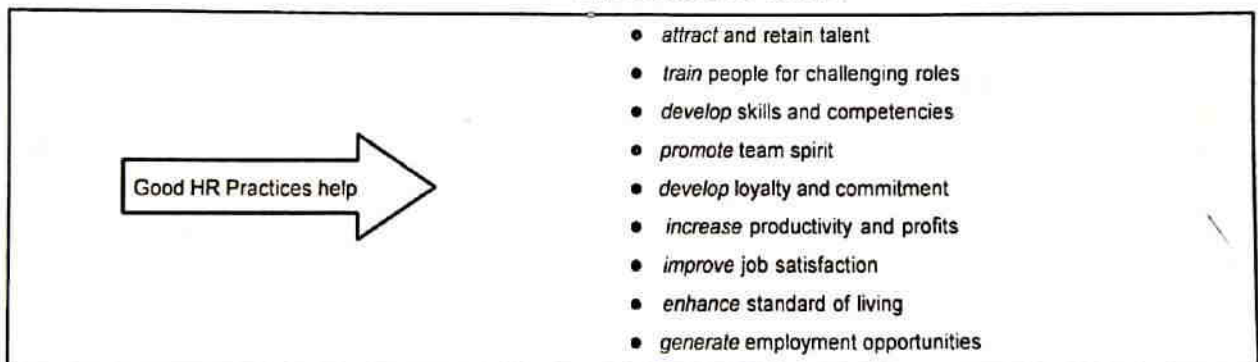 Good HR Practices help
• attract and retain talent
• train people for challenging roles
• develop skills and competencies
• promote team spirit
• develop loyalty and commitment
• increase productivity and profits
• improve job satisfaction
• enhance standard of living
• generate employment opportunities